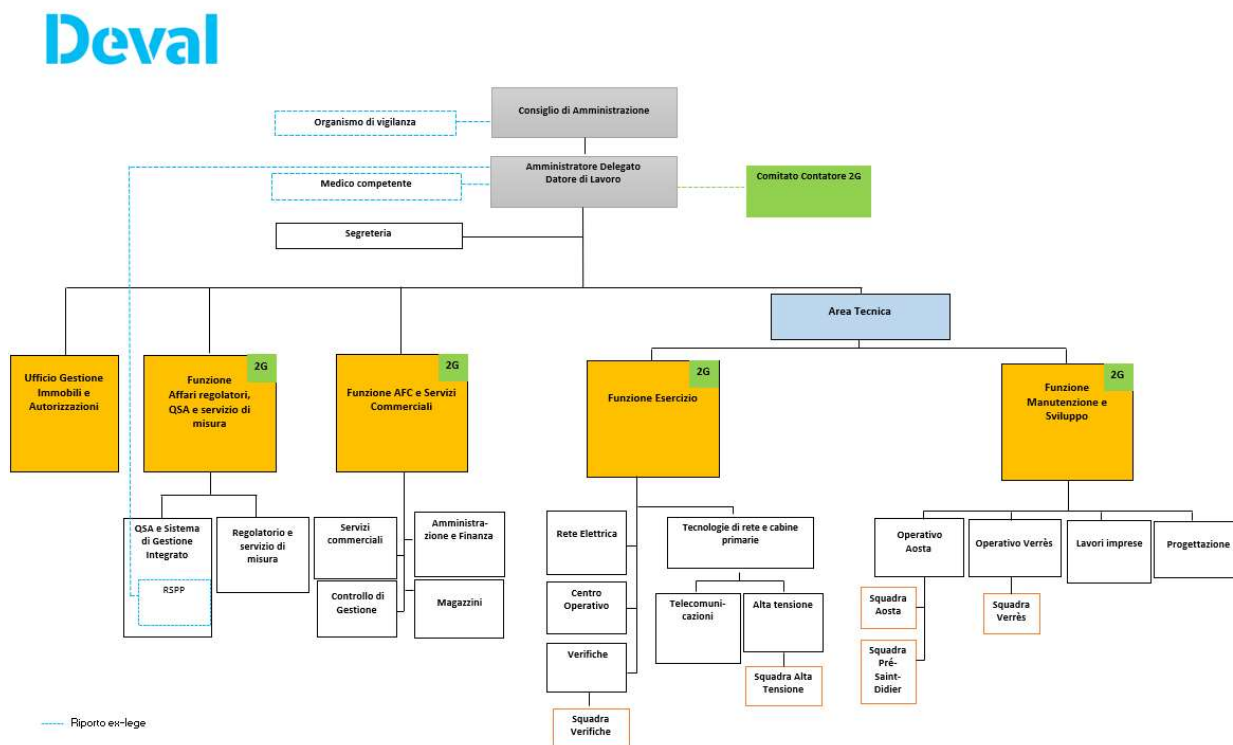 Deval
Consiglio di Amministrazione
Organismo di vigilanza
Amministratore Delegato
Datore di Lavoro
Medico competente
Comitato Contatore 2G
Segreteria
Area Tecnica
Ufficio Gestione
Immobili e
Autorizzazioni
2G
Funzione
Affari regolatori,
QSA e servizio di
misura
2G
Funzione AFC e Servizi
Commerciali
2G
Funzione Esercizio
2G
Funzione
Manutenzione e
Sviluppo
QSA e Sistema
di Gestione
Integrato
RSPP
Regolatorio e
servizio di
misura
Servizi
commerciali
Amministra-
zione e Finanza
Controllo di
Gestione
Magazzini
Rete Elettrica
Tecnologie di rete e cabine
primarie
Centro
Operativo
Telecomuni-
cazioni
Alta tensione
Verifiche
Squadra Alta
Tensione
Squadra
Verifiche
Operativo
Aosta
Operativo Verrès
Lavori imprese
Progettazione
Squadra
Aosta
Squadra
Verrès
Squadra
Pré-
Saint-
Didier
Riporto ex-lege